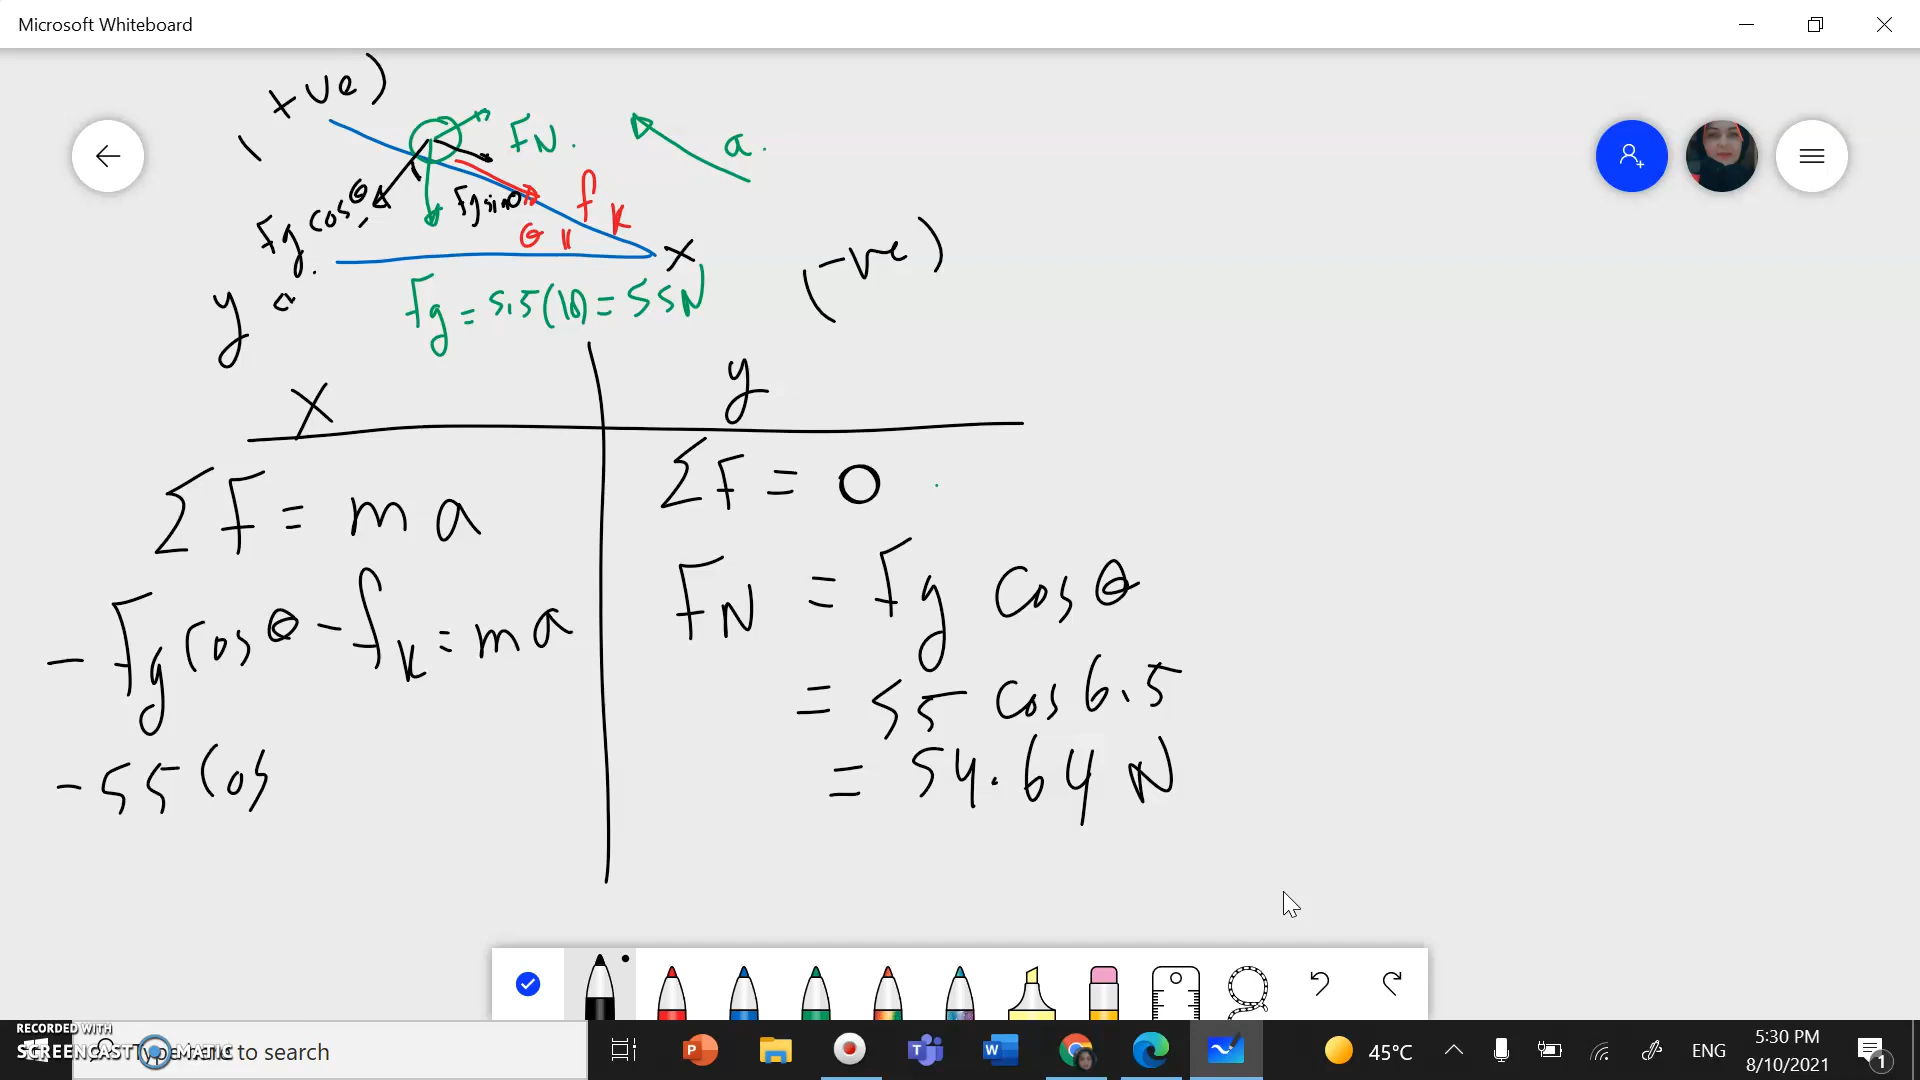 Microsoft Whiteboard
(+ve)
FN.
a.
Fg cosθ
Fg sinθ
fk
θ
x
(-ve)
y
Fg = 5.5(10) = 55N
x
y
ΣF = ma
ΣF = 0
-Fg cosθ - fk = ma
FN = Fg cosθ
= 55 cos 6.5
-55 cos
= 54.64 N
RECORDED WITH
SCREENCAST MATIC
to search
45°C
ENG
5:30 PM
8/10/2021
1